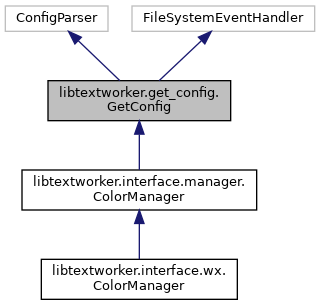 ConfigParser
FileSystemEventHandler
libtextworker.get_config.
GetConfig
libtextworker.interface.manager.
ColorManager
libtextworker.interface.wx.
ColorManager